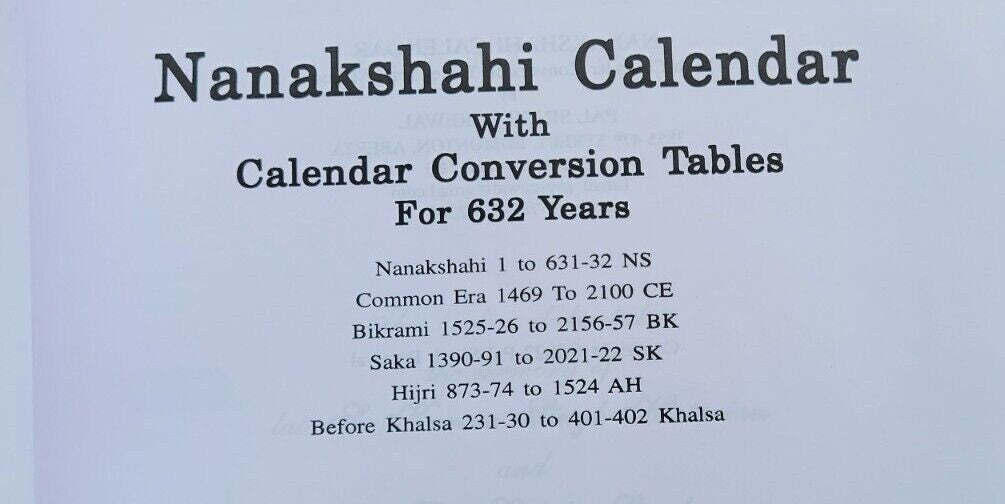 Nanakshahi Calendar
With
Calendar Conversion Tables
For 632 Years
Nanakshahi 1 to 631-32 NS
Common Era 1469 To 2100 CE
Bikrami 1525-26 to 2156-57 BK
Saka 1390-91 to 2021-22 SK
Hijri 873-74 to 1524 AH
Before Khalsa 231-30 to 401-402 Khalsa